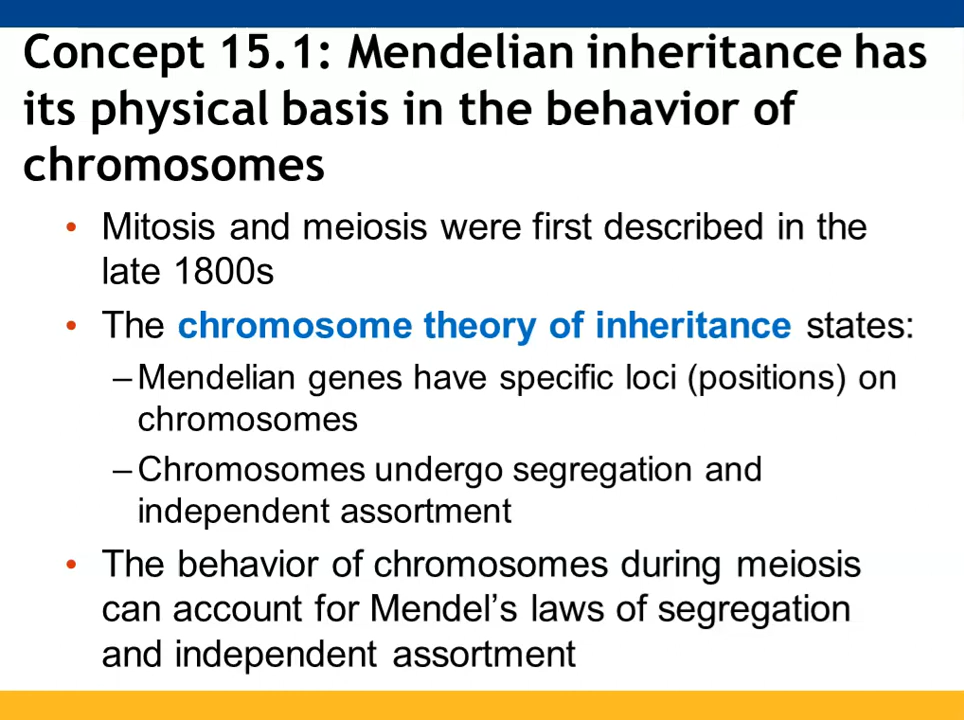 Concept 15.1: Mendelian inheritance has
its physical basis in the behavior of
chromosomes
• Mitosis and meiosis were first described in the
late 1800s
• The chromosome theory of inheritance states:
–Mendelian genes have specific loci (positions) on
chromosomes
–Chromosomes undergo segregation and
independent assortment
• The behavior of chromosomes during meiosis
can account for Mendel’s laws of segregation
and independent assortment